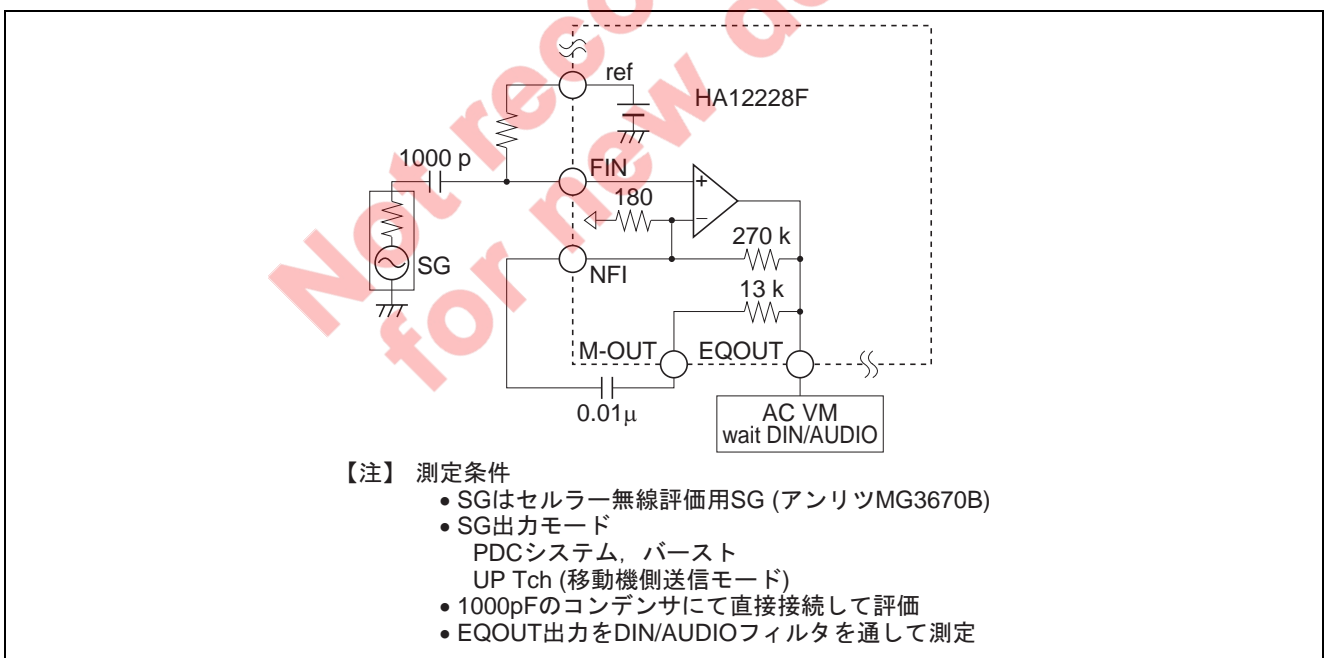 Not reco
for new de
ref
HA12228F
1000 p
FIN
180
+
−
SG
NFI
270 k
13 k
M-OUT
EQOUT
0.01μ
AC VM
wait DIN/AUDIO
【注】 測定条件
• SGはセルラー無線評価用SG (アンリツMG3670B)
• SG出力モード
PDCシステム，バースト
UP Tch (移動機側送信モード)
• 1000pFのコンデンサにて直接接続して評価
• EQOUT出力をDIN/AUDIOフィルタを通して測定